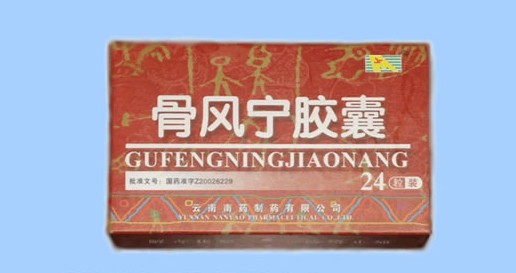 骨风宁胶囊
GUFENGNINGJIAONANG
批准文号：国药准字Z20026229
24粒装
云南南药制药有限公司
YUNNAN NANYAO PHARMACEUTICAL CO.,LTD